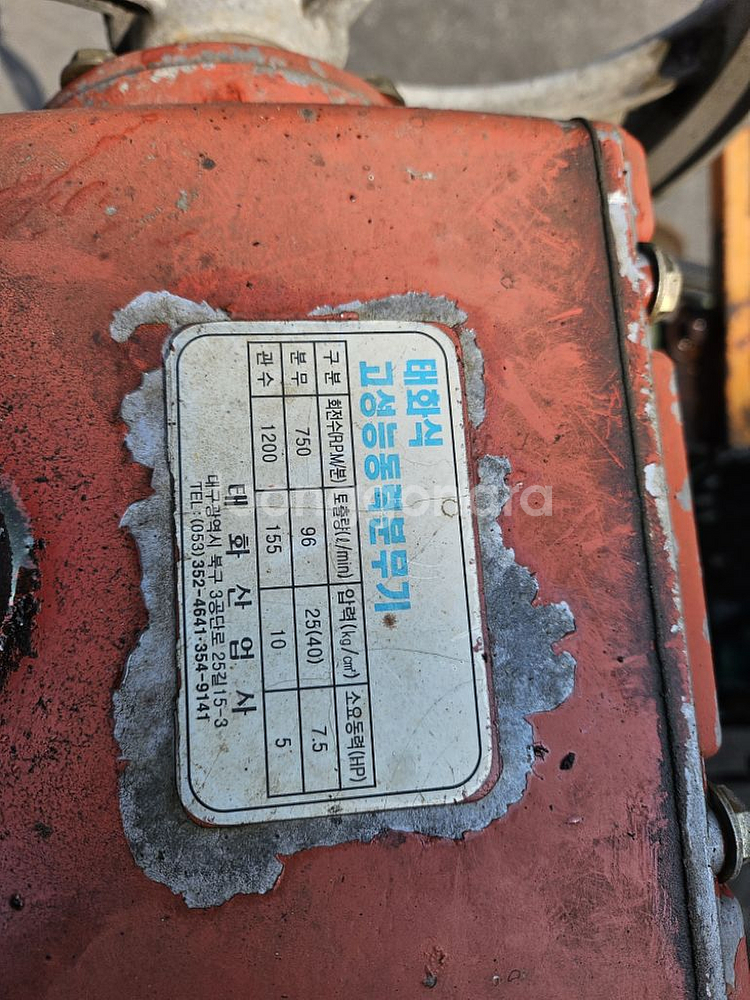 태화식
고성능동력분무기
구분 회전수(R.P.M/분) 토출량(ℓ/min) 압력(kg/㎠) 소요동력(HP)
분무 750 96 25(40) 7.5
관수 1200 155 10 5
태화산업사
대구광역시 북구 3공단로 25길15-3
TEL:(053)352-4641·354-9141